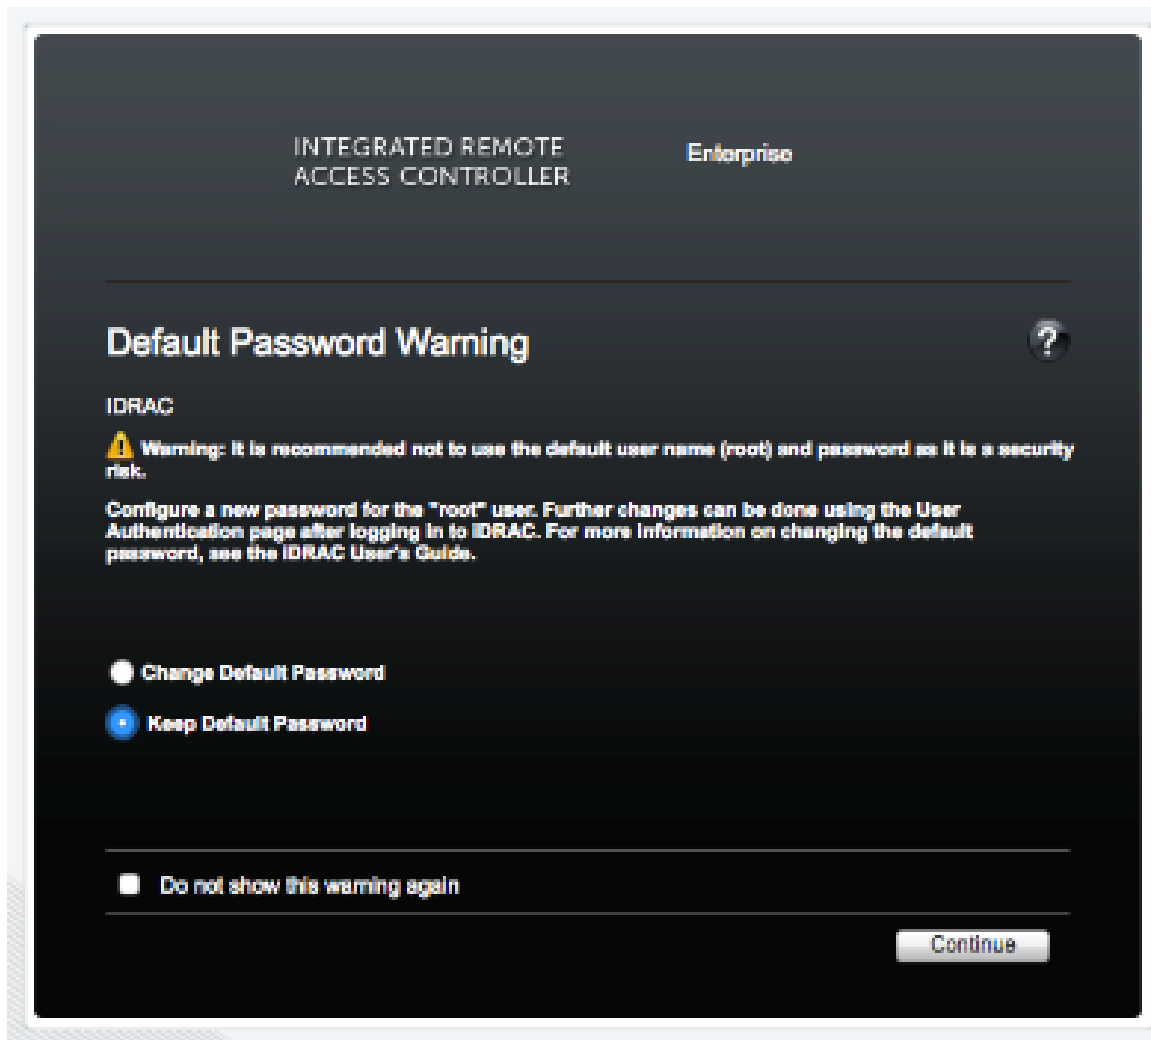 INTEGRATED REMOTE
ACCESS CONTROLLER
Enterprise
Default Password Warning
?
IDRAC
Warning: It is recommended not to use the default user name (root) and password as it is a security
risk.
Configure a new password for the "root" user. Further changes can be done using the User
Authentication page after logging in to iDRAC. For more information on changing the default
password, see the iDRAC User's Guide.
Change Default Password
Keep Default Password
Do not show this warning again
Continue